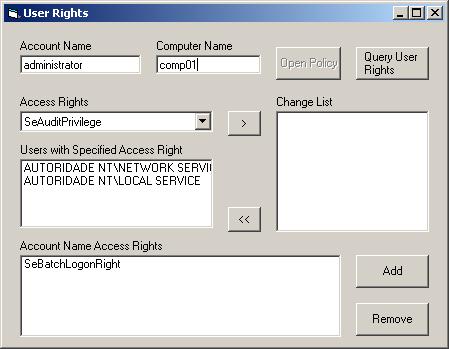 User Rights
Account Name
Computer Name
administrator
comp01
Open Policy
Query User
Rights
Access Rights
Change List
SeAuditPrivilege
>
Users with Specified Access Right
AUTORIDADE NT\NETWORK SERVI
AUTORIDADE NT\LOCAL SERVICE
<<
Account Name Access Rights
SeBatchLogonRight
Add
Remove